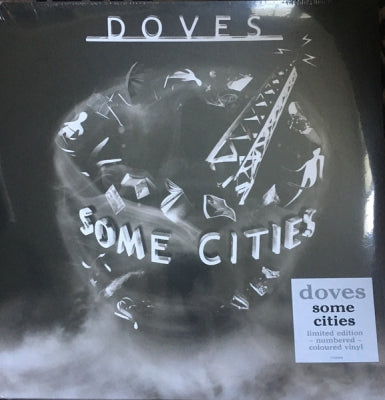 DOVES
SOME CITIES
doves
some
cities
limited edition
- numbered -
coloured vinyl